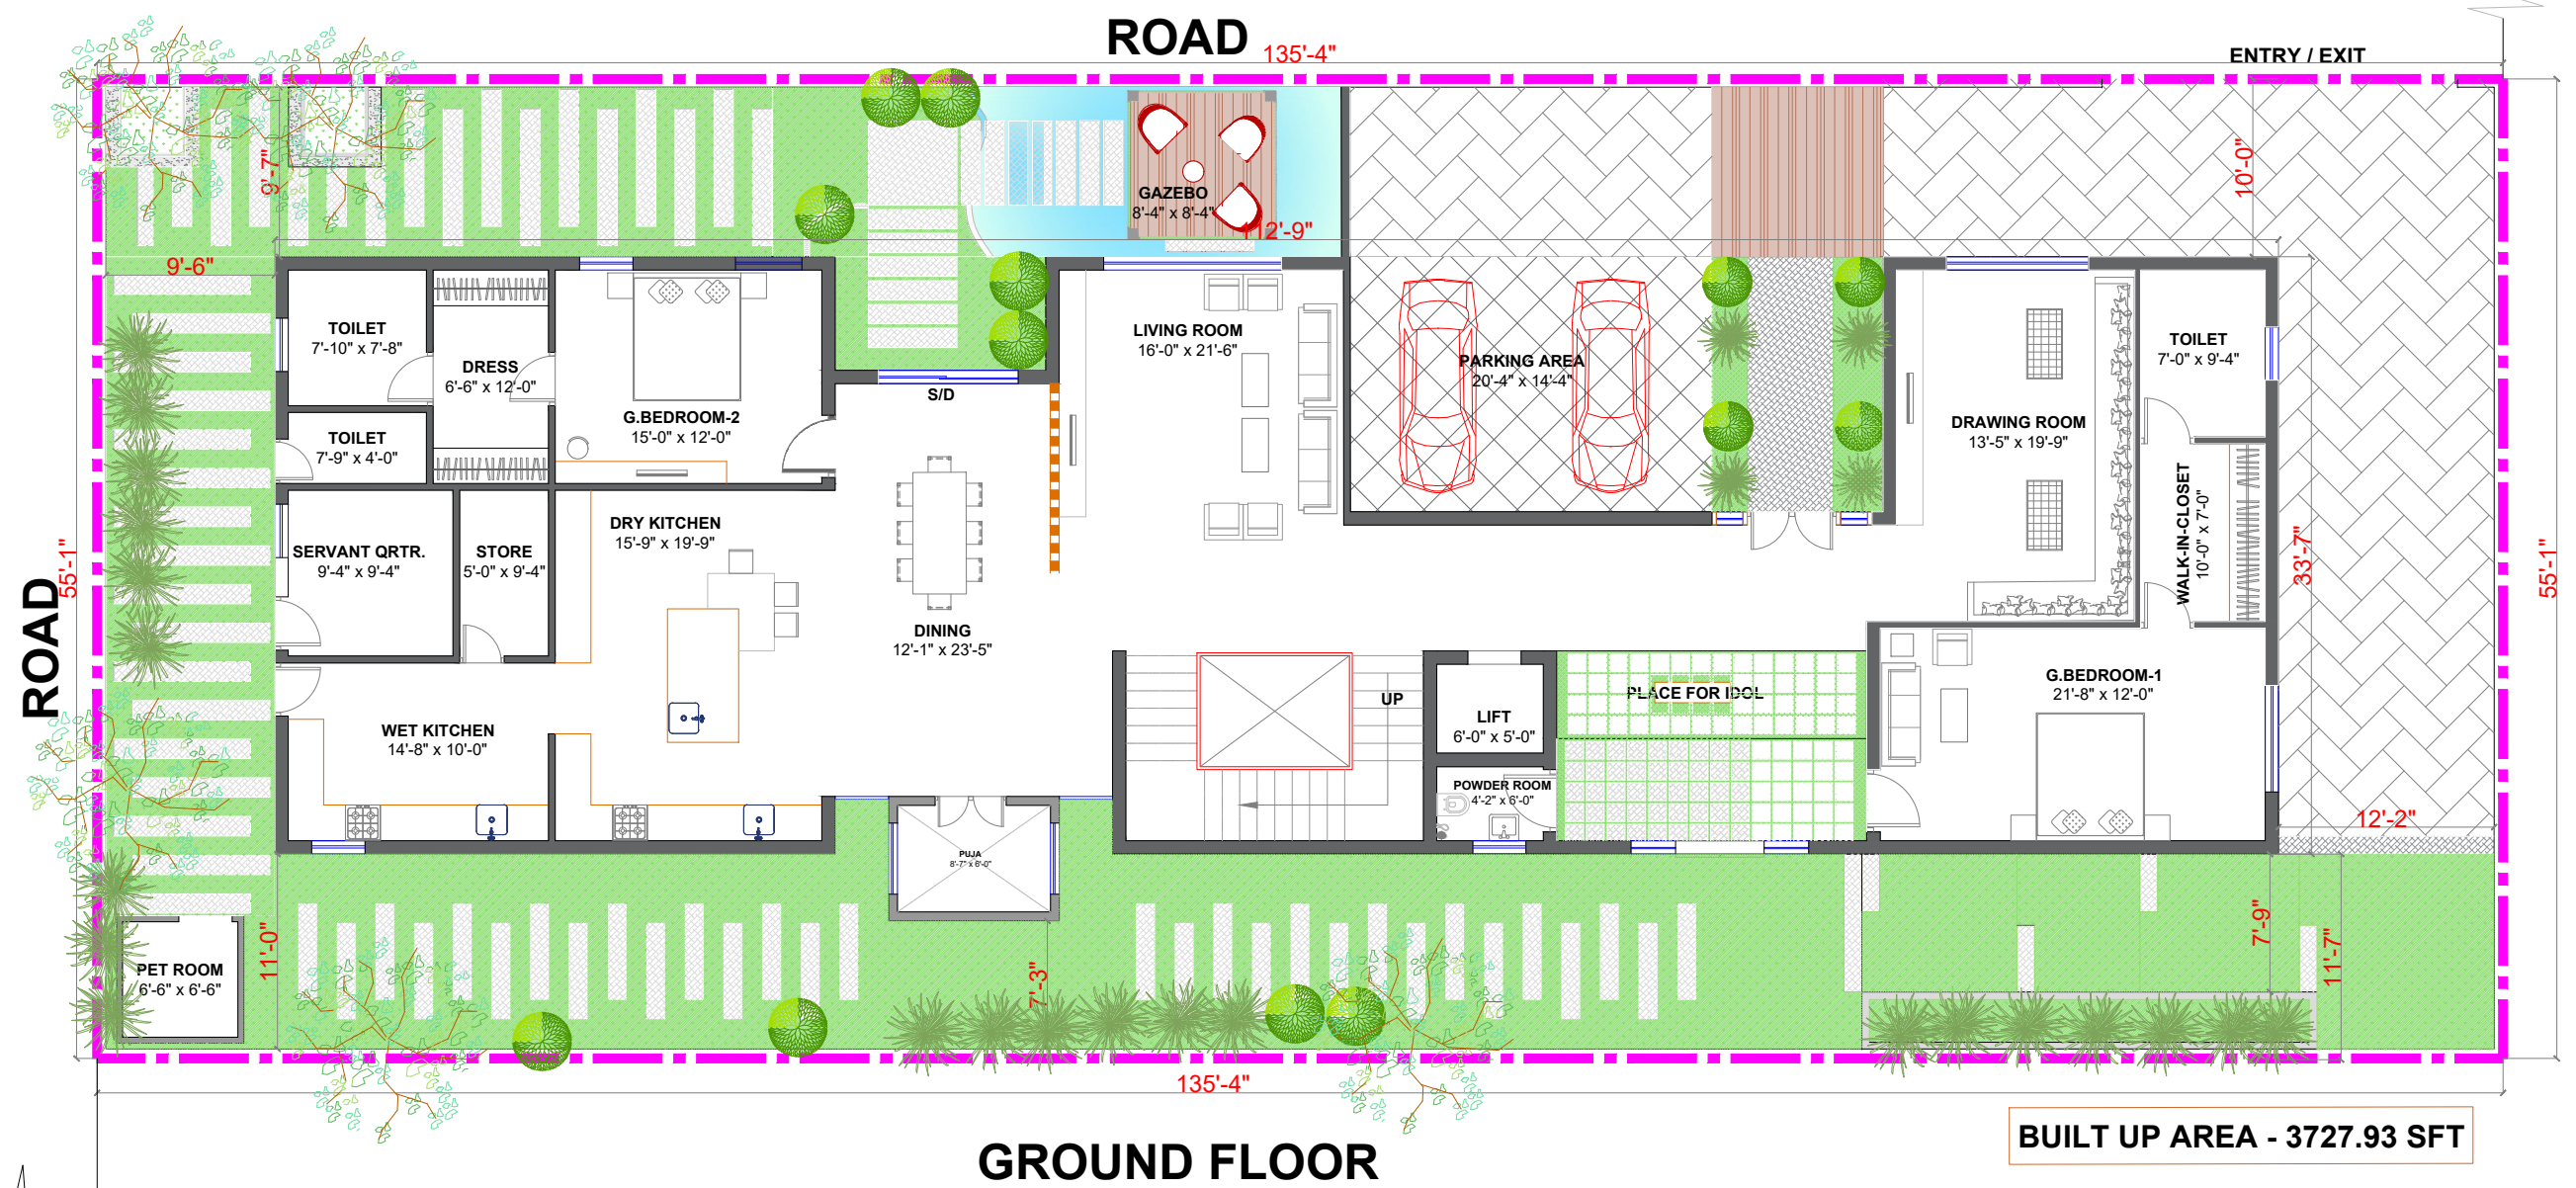 ROAD
135'-4"
ENTRY / EXIT
9'-7"
10'-0"
GAZEBO
8'-4" x 8'-4"
112'-9"
9'-6"
TOILET
7'-10" x 7'-8"
DRESS
6'-6" x 12'-0"
G.BEDROOM-2
15'-0" x 12'-0"
S/D
LIVING ROOM
16'-0" x 21'-6"
PARKING AREA
20'-4" x 14'-4"
DRAWING ROOM
13'-5" x 19'-9"
TOILET
7'-0" x 9'-4"
TOILET
7'-9" x 4'-0"
WALK-IN-CLOSET
10'-0" x 7'-0"
SERVANT QRTR.
9'-4" x 9'-4"
STORE
5'-0" x 9'-4"
DRY KITCHEN
15'-9" x 19'-9"
DINING
12'-1" x 23'-5"
33'-7"
55'-1"
55'-1"
ROAD
WET KITCHEN
14'-8" x 10'-0"
UP
LIFT
6'-0" x 5'-0"
PLACE FOR IDOL
G.BEDROOM-1
21'-8" x 12'-0"
POWDER ROOM
4'-2" x 6'-0"
PUJA
8'-7" x 6'-0"
12'-2"
PET ROOM
6'-6" x 6'-6"
11'-0"
7'-3"
7'-9"
11'-7"
135'-4"
GROUND FLOOR
BUILT UP AREA - 3727.93 SFT